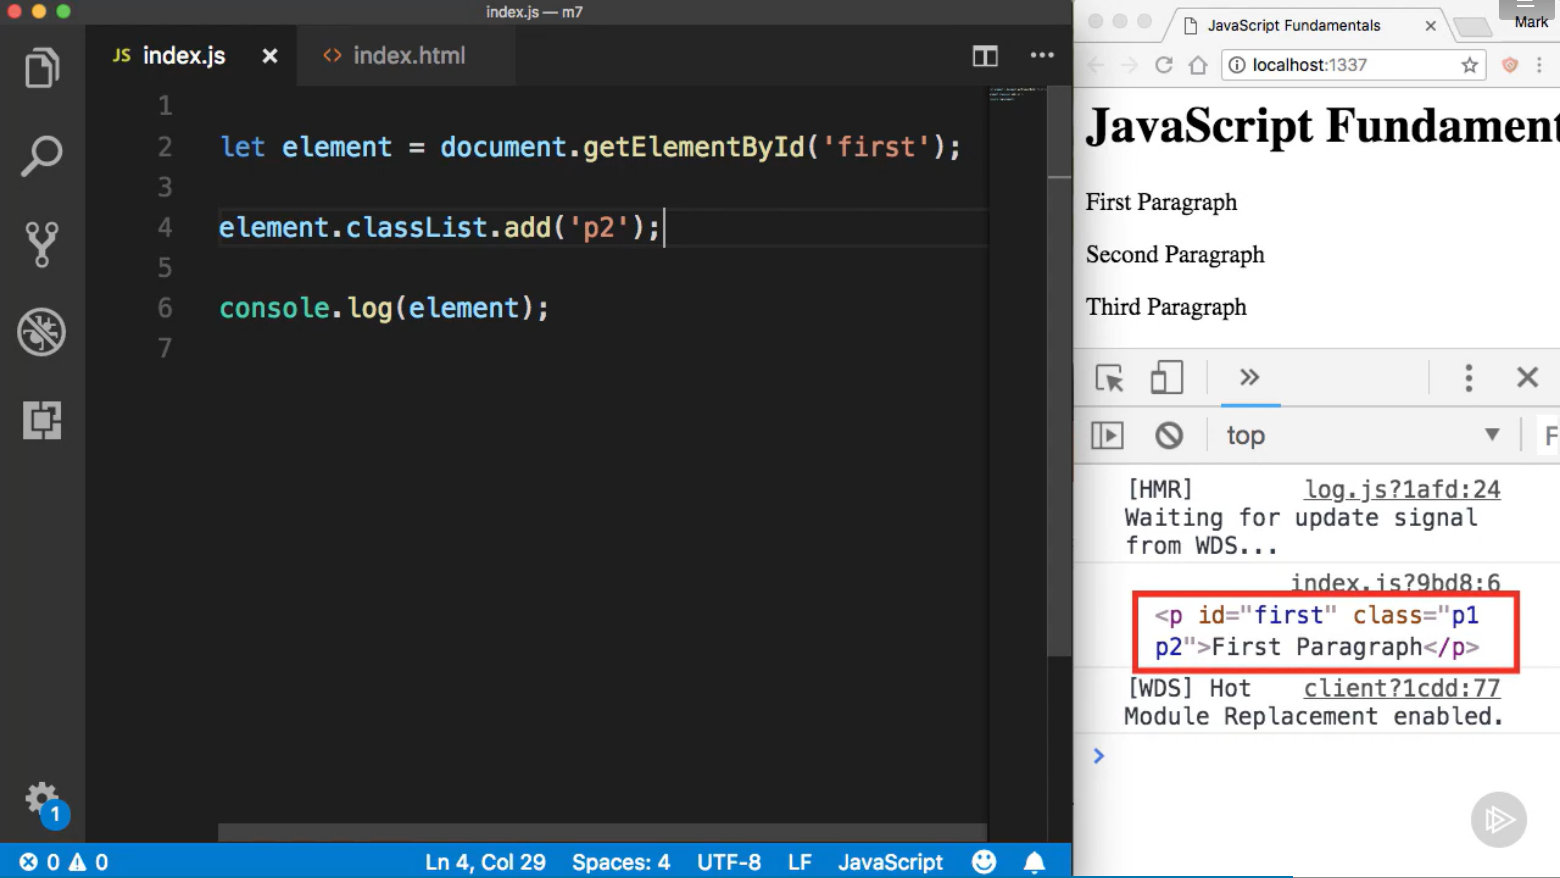 index.js — m7
JS index.js × <> index.html ···
1
2 let element = document.getElementById('first');
3
4 element.classList.add('p2');
5
6 console.log(element);
7
1
0 0 Ln 4, Col 29 Spaces: 4 UTF-8 LF JavaScript
JavaScript Fundamentals × Mark
localhost:1337
JavaScript Fundament
First Paragraph
Second Paragraph
Third Paragraph
top ▼ F
[HMR] log.js?1afd:24
Waiting for update signal
from WDS...
index.js?9bd8:6
<p id="first" class="p1
p2">First Paragraph</p>
[WDS] Hot client?1cdd:77
Module Replacement enabled.
>